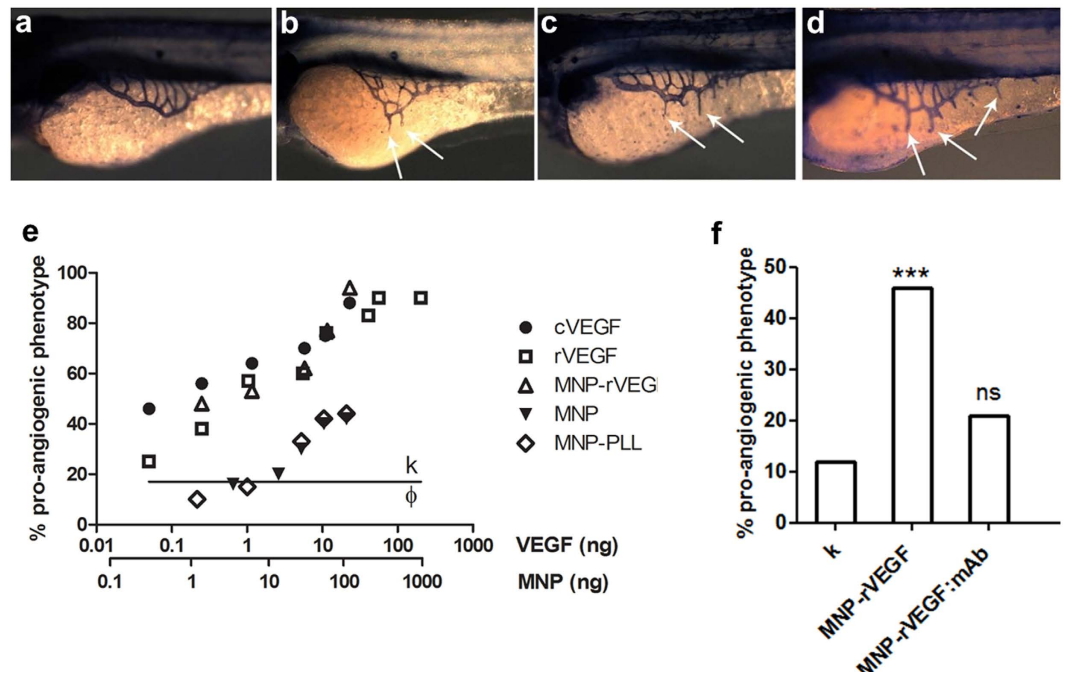 a
b
c
d
e
% pro-angiogenic phenotype
100
80
60
40
20
0
k
ϕ
0.01 0.1 1 10 100 1000 VEGF (ng)
0.1 1 10 100 1000 MNP (ng)
cVEGF
rVEGF
MNP-rVEG
MNP
MNP-PLL
f
% pro-angiogenic phenotype
50
40
30
20
10
0
***
ns
k
MNP-rVEGF
MNP-rVEGF:mAb